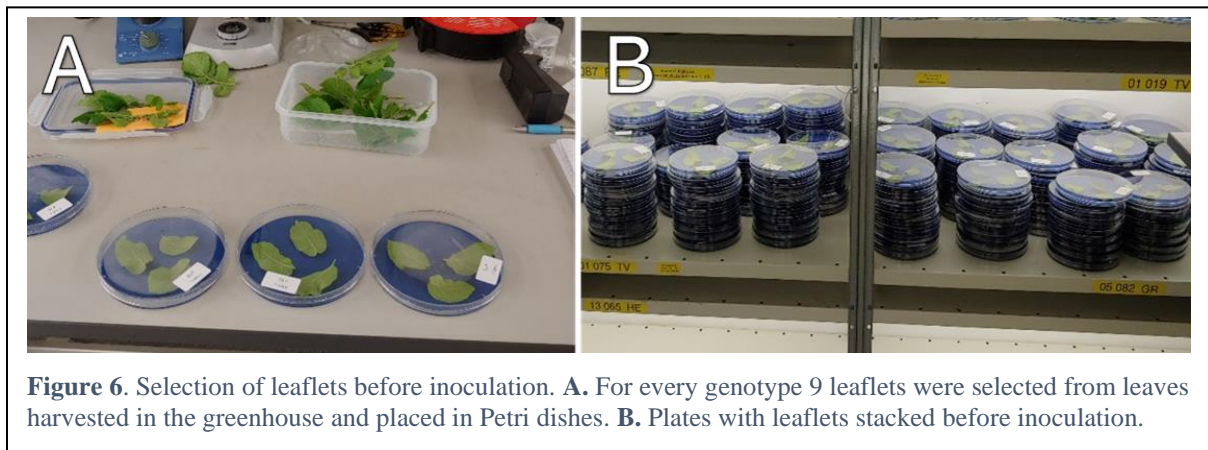 A
B
087
01 019 TV
01 075 TV
05 082 GR
13 065 HE
Figure 6. Selection of leaflets before inoculation. A. For every genotype 9 leaflets were selected from leaves
harvested in the greenhouse and placed in Petri dishes. B. Plates with leaflets stacked before inoculation.